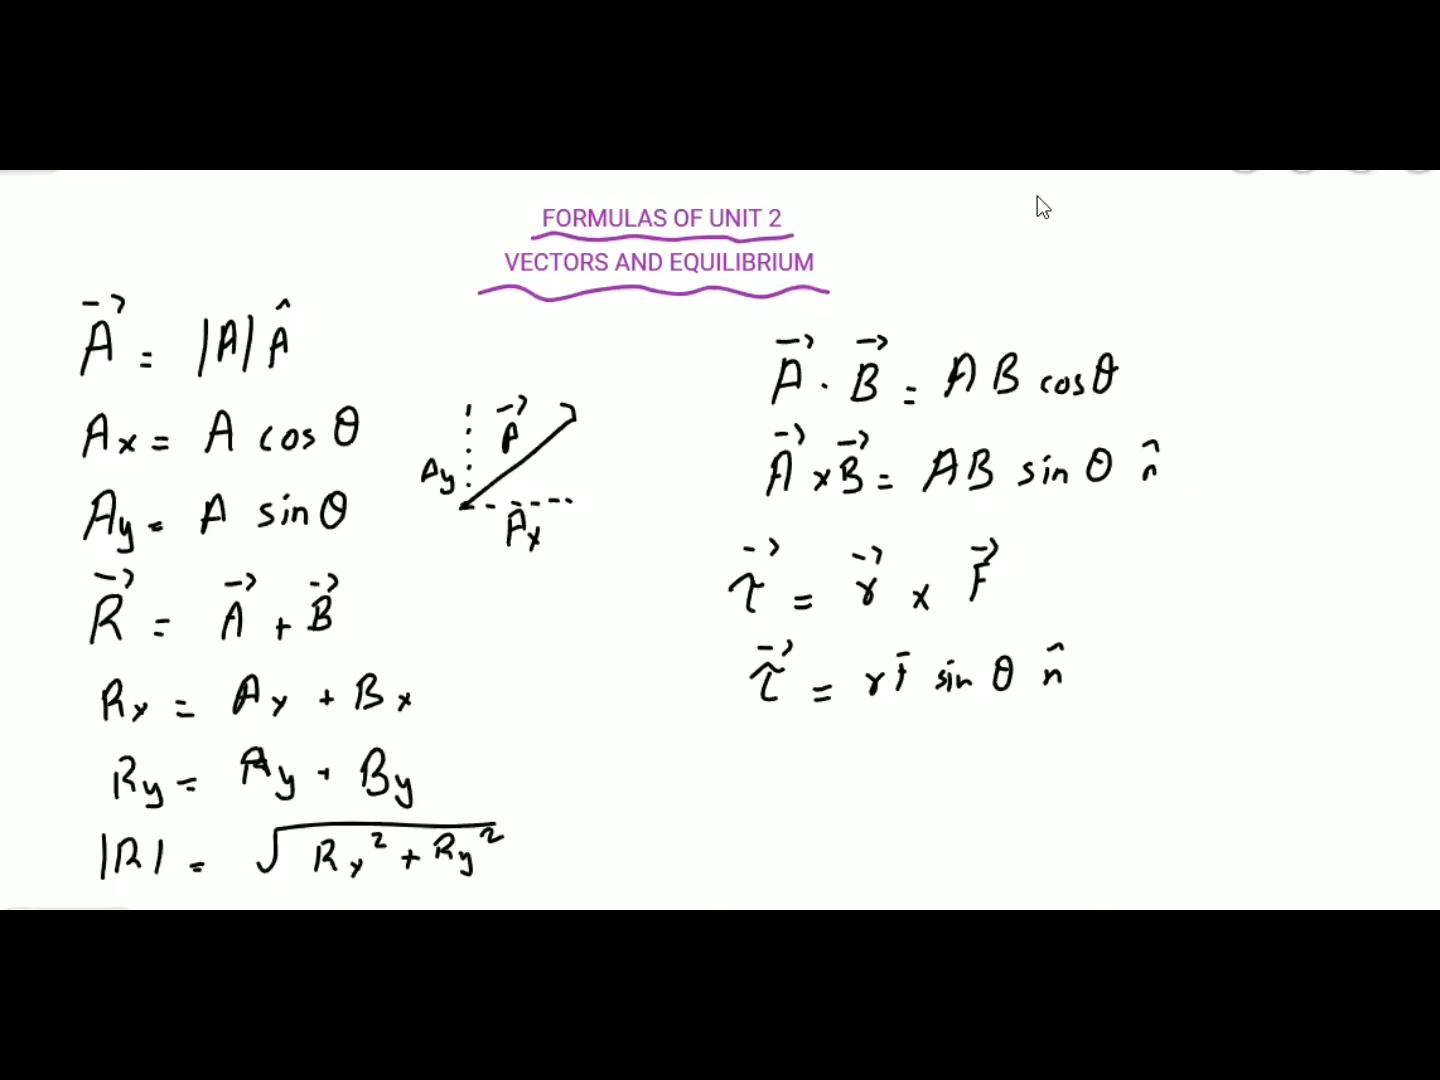 FORMULAS OF UNIT 2
VECTORS AND EQUILIBRIUM
A⃗ = |A| Â
Ax = A cos θ
Ay = A sin θ
R⃗ = A⃗ + B⃗
Rx = Ax + Bx
Ry = Ay + By
|R| = √(Rx² + Ry²)
A⃗
Ay
Ax
A⃗ · B⃗ = A B cos θ
A⃗ × B⃗ = AB sin θ n̂
τ⃗ = r⃗ × F⃗
τ⃗ = rF sin θ n̂